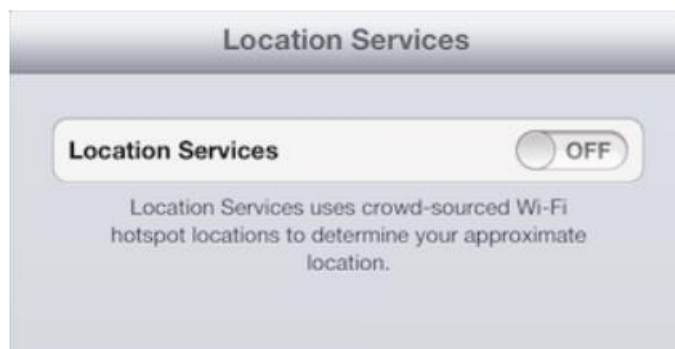 Location Services
Location Services OFF
Location Services uses crowd-sourced Wi-Fi
hotspot locations to determine your approximate
location.